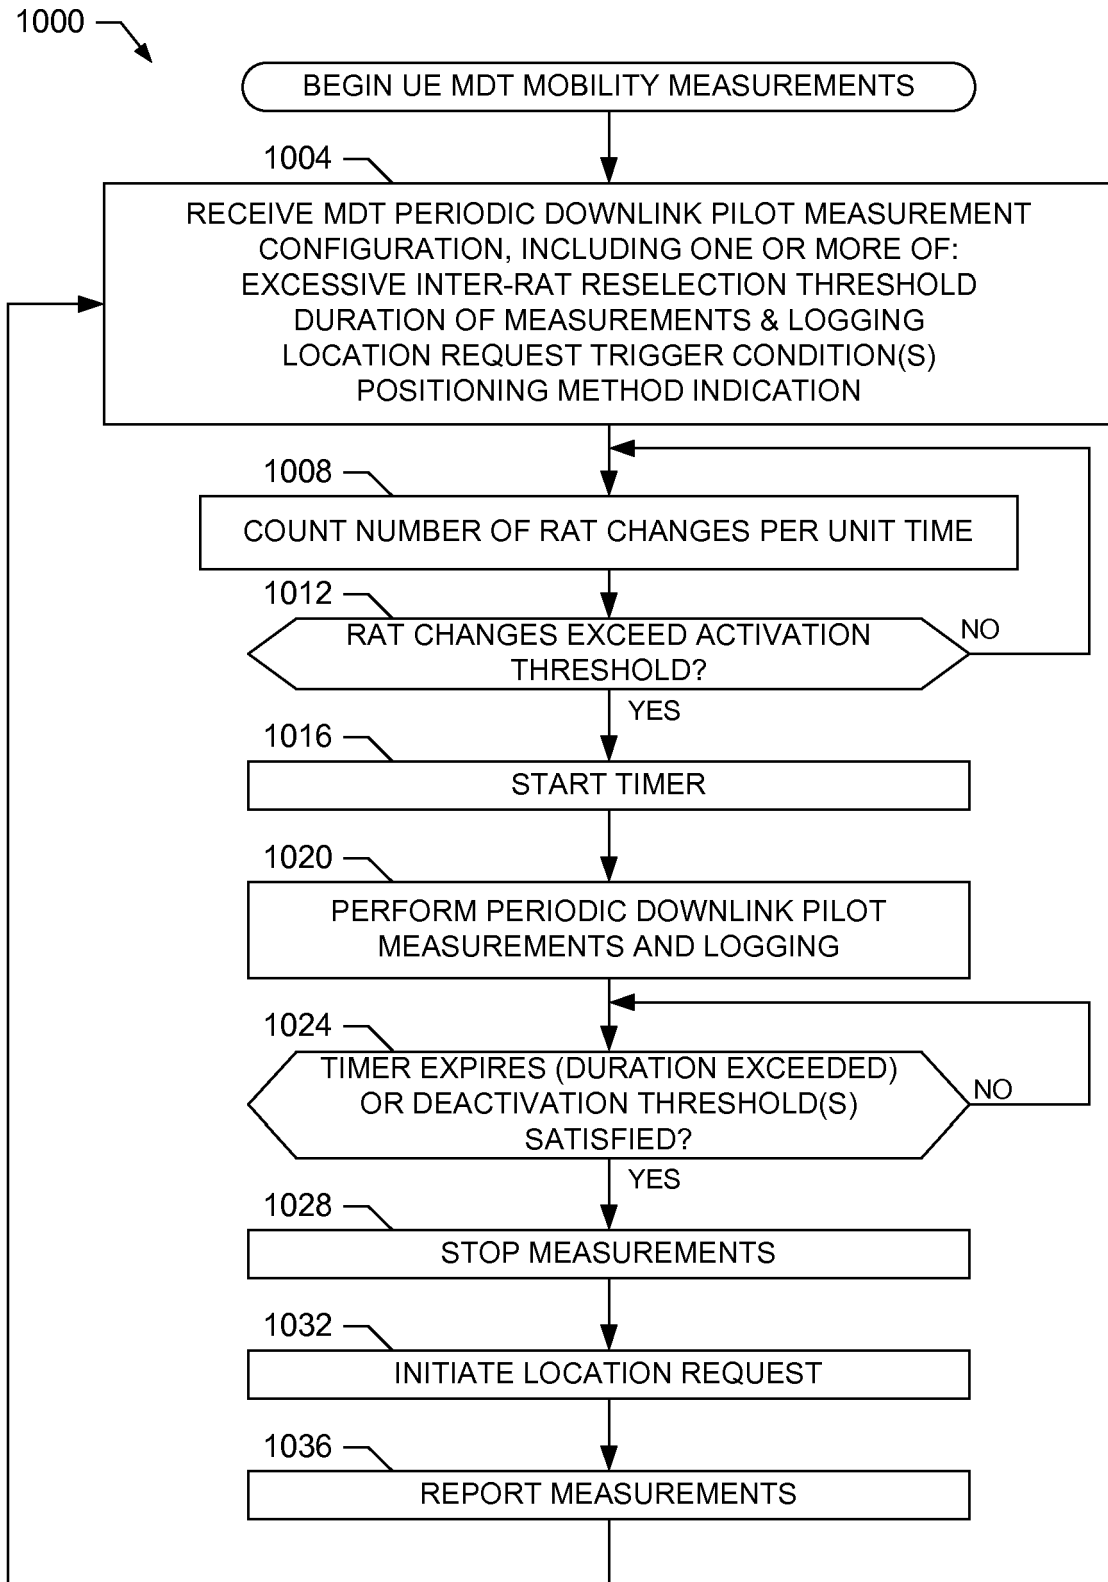 1000
BEGIN UE MDT MOBILITY MEASUREMENTS
1004
RECEIVE MDT PERIODIC DOWNLINK PILOT MEASUREMENT
CONFIGURATION, INCLUDING ONE OR MORE OF:
EXCESSIVE INTER-RAT RESELECTION THRESHOLD
DURATION OF MEASUREMENTS & LOGGING
LOCATION REQUEST TRIGGER CONDITION(S)
POSITIONING METHOD INDICATION
1008
COUNT NUMBER OF RAT CHANGES PER UNIT TIME
1012
RAT CHANGES EXCEED ACTIVATION
THRESHOLD?
NO
YES
1016
START TIMER
1020
PERFORM PERIODIC DOWNLINK PILOT
MEASUREMENTS AND LOGGING
1024
TIMER EXPIRES (DURATION EXCEEDED)
OR DEACTIVATION THRESHOLD(S)
SATISFIED?
NO
YES
1028
STOP MEASUREMENTS
1032
INITIATE LOCATION REQUEST
1036
REPORT MEASUREMENTS